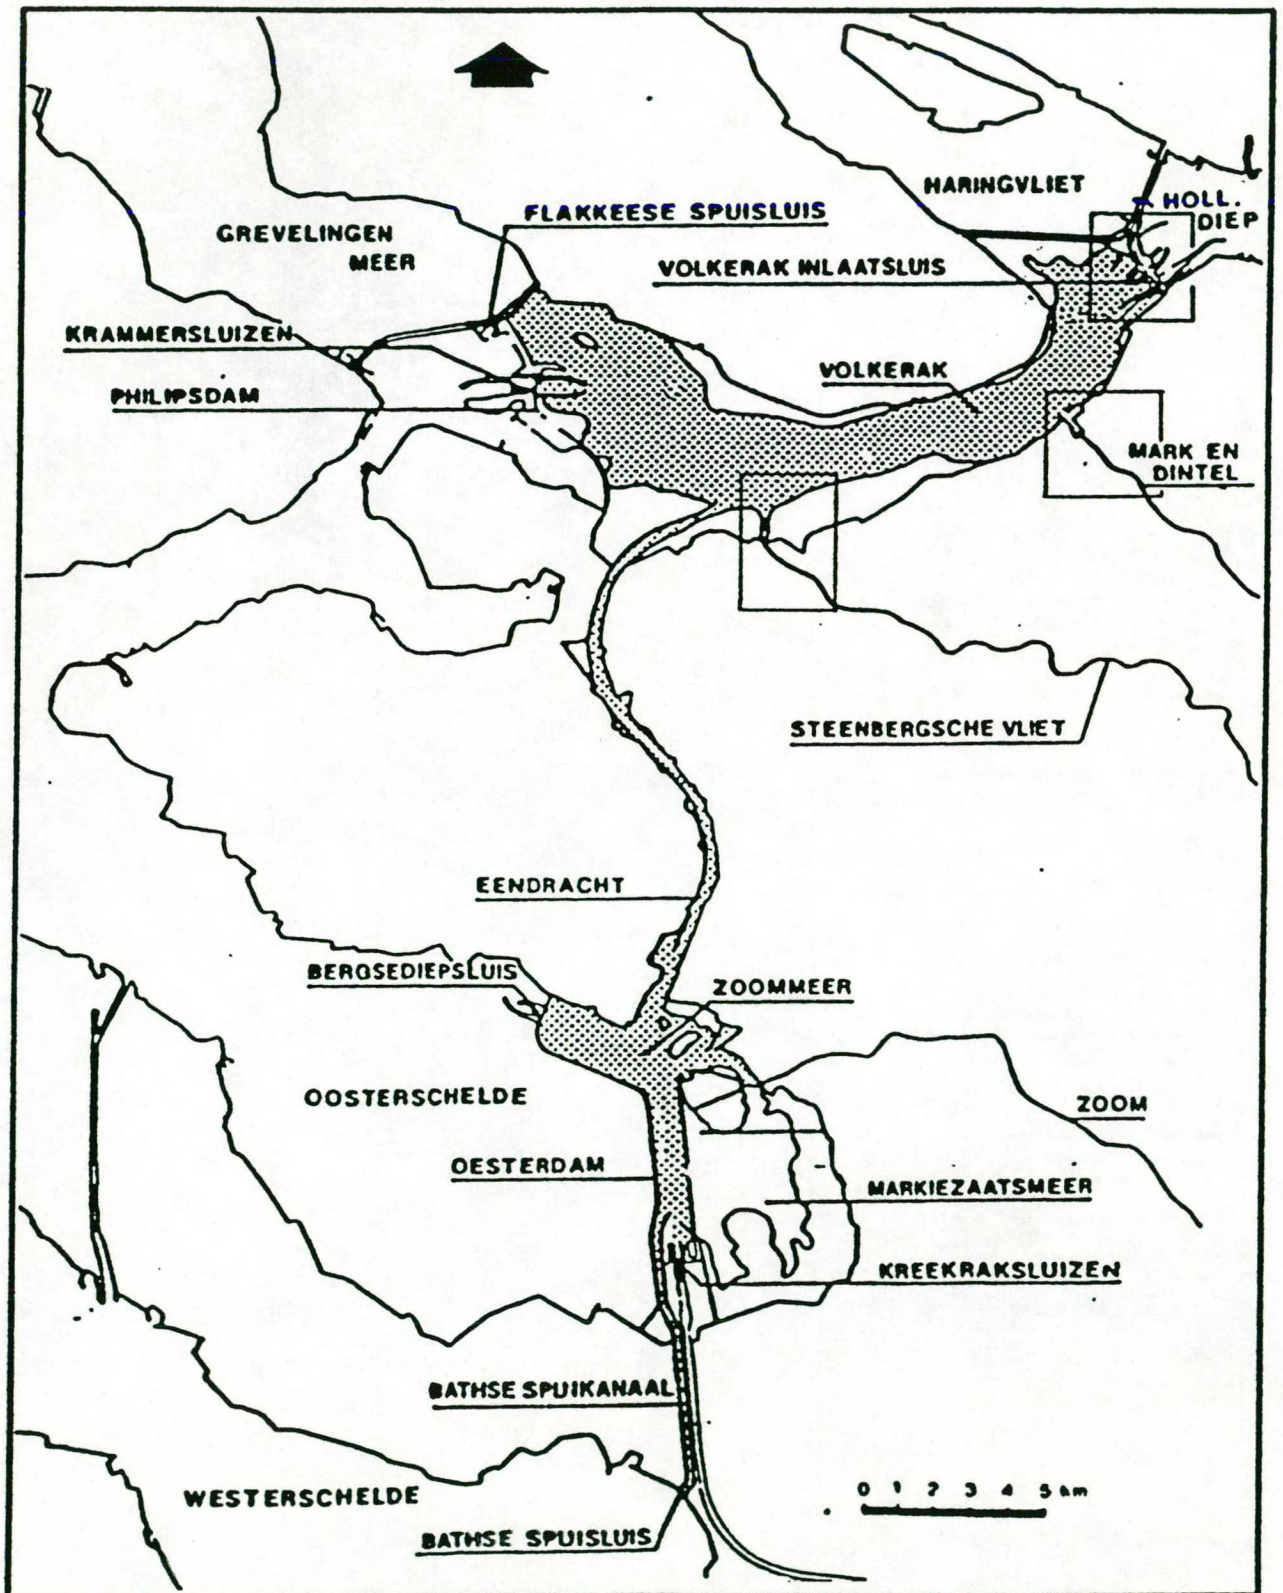 HARINGVLIET
HOLL.
DIEP
FLAKKEESE SPUISLUIS
GREVELINGEN
MEER
VOLKERAK INLAATSLUIS
KRAMMERSLUIZEN
VOLKERAK
PHILIPSDAM
MARK EN
DINTEL
STEENBERGSCHE VLIET
EENDRACHT
BERGSEDIEPSLUIS
ZOOMMEER
OOSTERSCHELDE
ZOOM
OESTERDAM
MARKIEZAATSMEER
KREEKRAKSLUIZEN
BATHSE SPUIKANAAL
0 1 2 3 4 5 km
WESTERSCHELDE
BATHSE SPUISLUIS